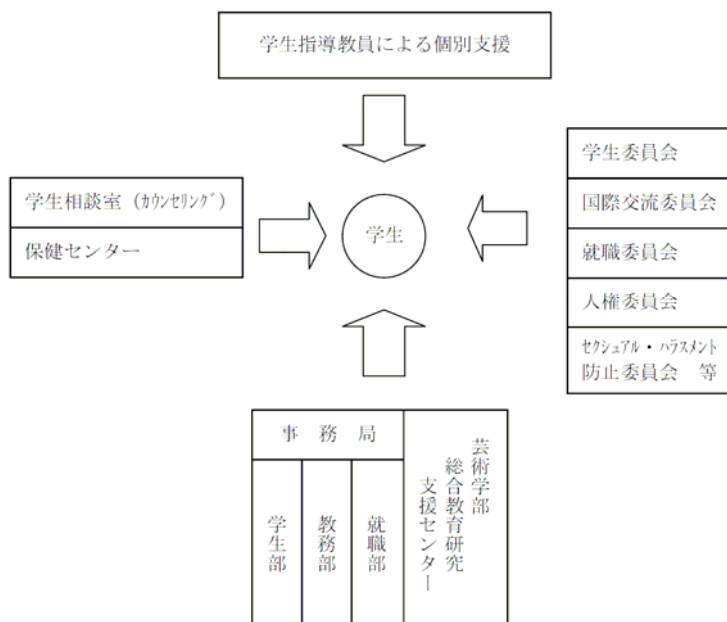 学生指導教員による個別支援
学生相談室（ｶｳﾝｾﾘﾝｸﾞ）
保健センター
学生
学生委員会
国際交流委員会
就職委員会
人権委員会
ｾｸｼｭｱﾙ・ﾊﾗｽﾒﾝﾄ
防止委員会　等
事　務　局
学生部
教務部
就職部
芸術学部
総合教育研究
支援センター